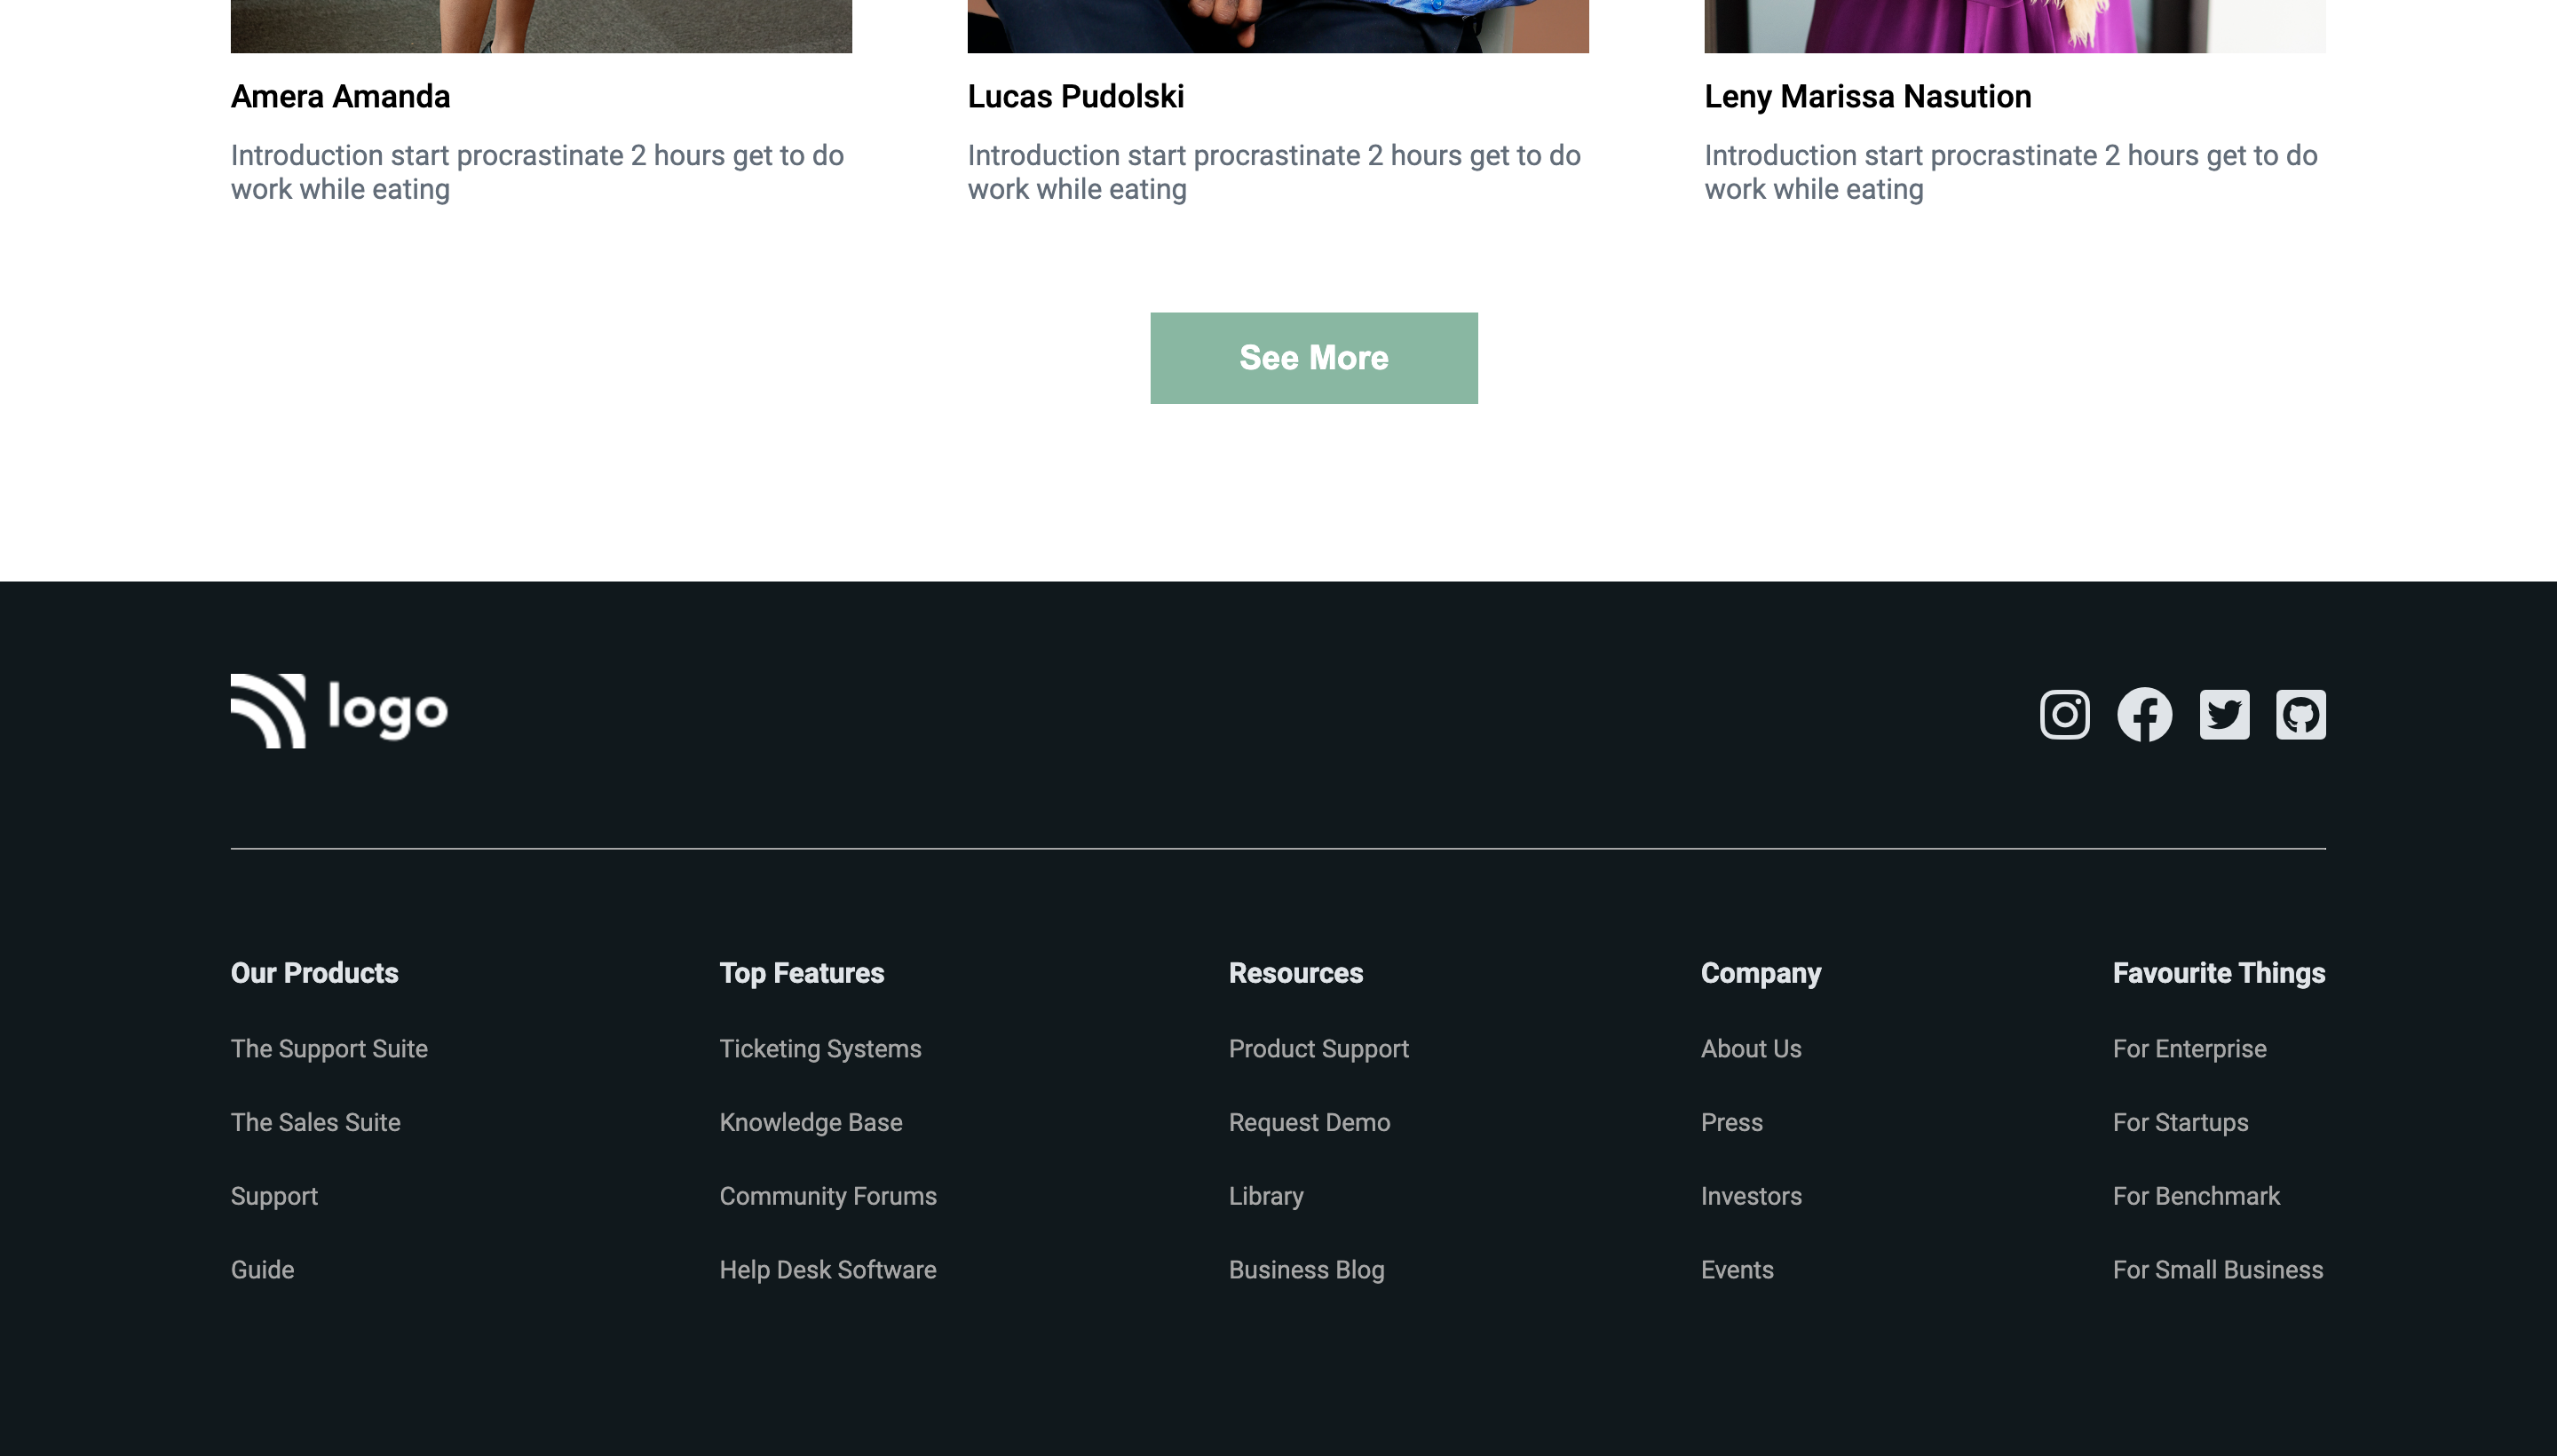 Amera Amanda
Introduction start procrastinate 2 hours get to do
work while eating
Lucas Pudolski
Introduction start procrastinate 2 hours get to do
work while eating
Leny Marissa Nasution
Introduction start procrastinate 2 hours get to do
work while eating
See More
logo
Our Products
The Support Suite
The Sales Suite
Support
Guide
Top Features
Ticketing Systems
Knowledge Base
Community Forums
Help Desk Software
Resources
Product Support
Request Demo
Library
Business Blog
Company
About Us
Press
Investors
Events
Favourite Things
For Enterprise
For Startups
For Benchmark
For Small Business